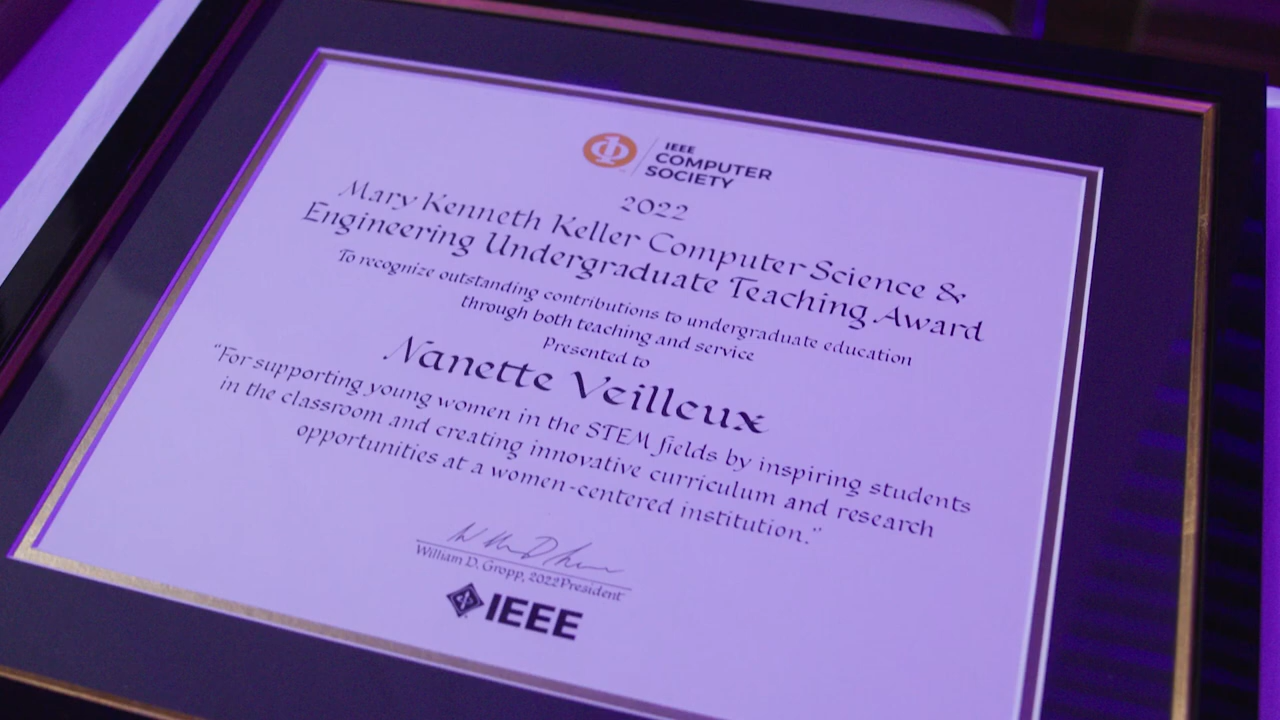 IEEE
COMPUTER
SOCIETY
2022
Mary Kenneth Keller Computer Science &
Engineering Undergraduate Teaching Award
To recognize outstanding contributions to undergraduate education
through both teaching and service
Presented to
Nanette Veilleux
“For supporting young women in the STEM fields by inspiring students
in the classroom and creating innovative curriculum and research
opportunities at a women-centered institution.”
William D. Gropp, 2022President
IEEE